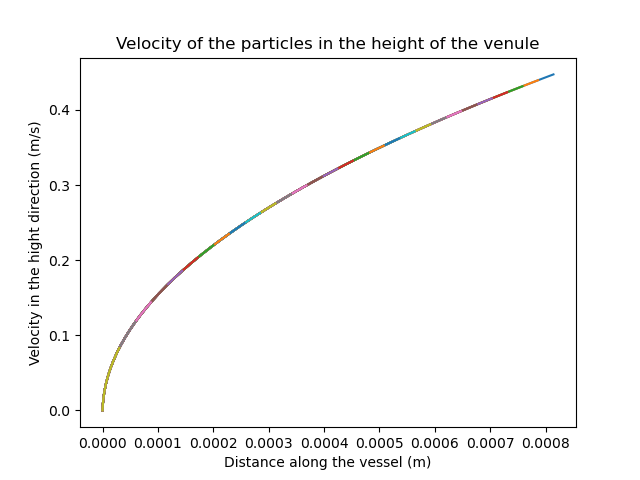 Velocity of the particles in the height of the venule
Velocity in the hight direction (m/s)
0.4
0.3
0.2
0.1
0.0
0.0000 0.0001 0.0002 0.0003 0.0004 0.0005 0.0006 0.0007 0.0008
Distance along the vessel (m)